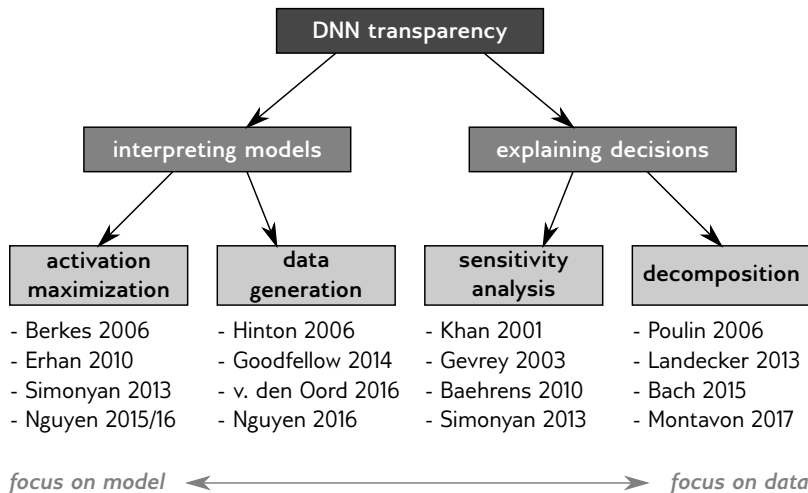 DNN transparency
interpreting models
explaining decisions
activation
maximization
data
generation
sensitivity
analysis
decomposition
- Berkes 2006
- Erhan 2010
- Simonyan 2013
- Nguyen 2015/16
- Hinton 2006
- Goodfellow 2014
- v. den Oord 2016
- Nguyen 2016
- Khan 2001
- Gevrey 2003
- Baehrens 2010
- Simonyan 2013
- Poulin 2006
- Landecker 2013
- Bach 2015
- Montavon 2017
focus on model
focus on data